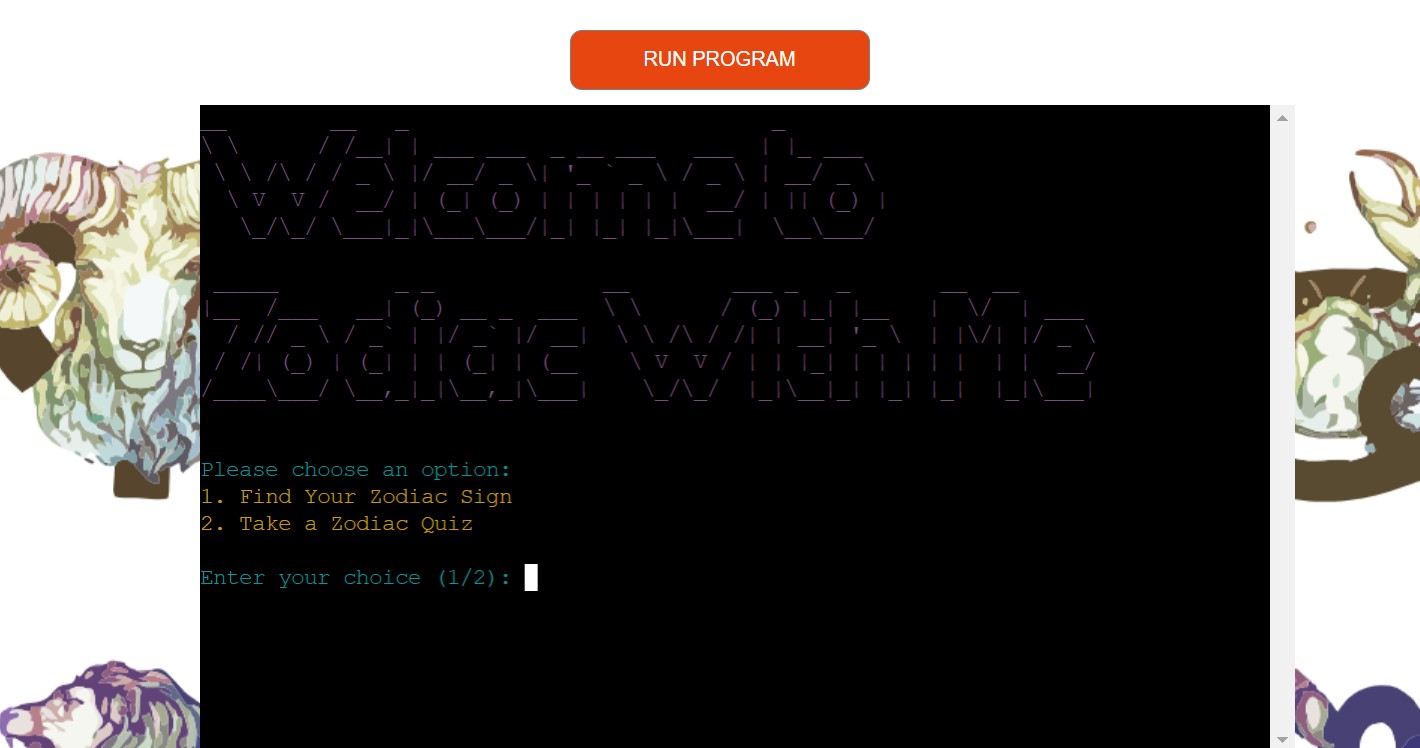 RUN PROGRAM
Welcome to
Zodiac With Me
Please choose an option:
1. Find Your Zodiac Sign
2. Take a Zodiac Quiz
Enter your choice (1/2):